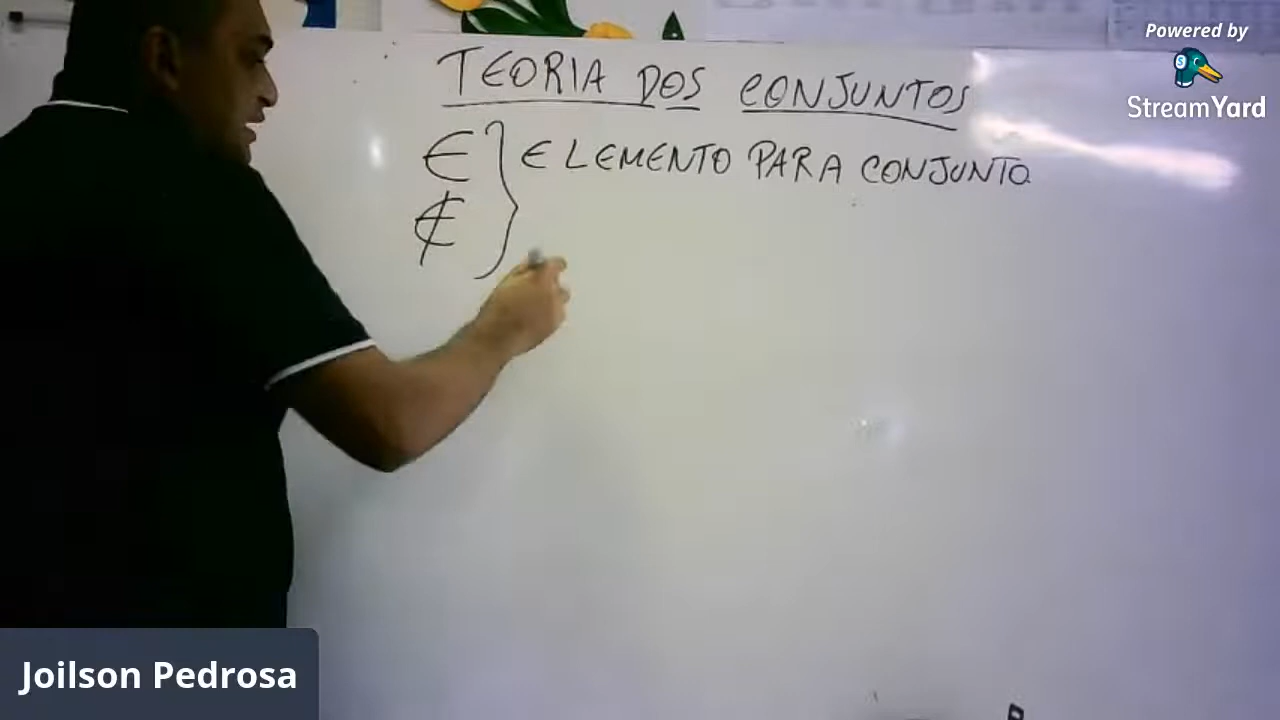 Powered by
StreamYard
TEORIA DOS CONJUNTOS
∈ } ELEMENTO PARA CONJUNTO
∉
Joilson Pedrosa